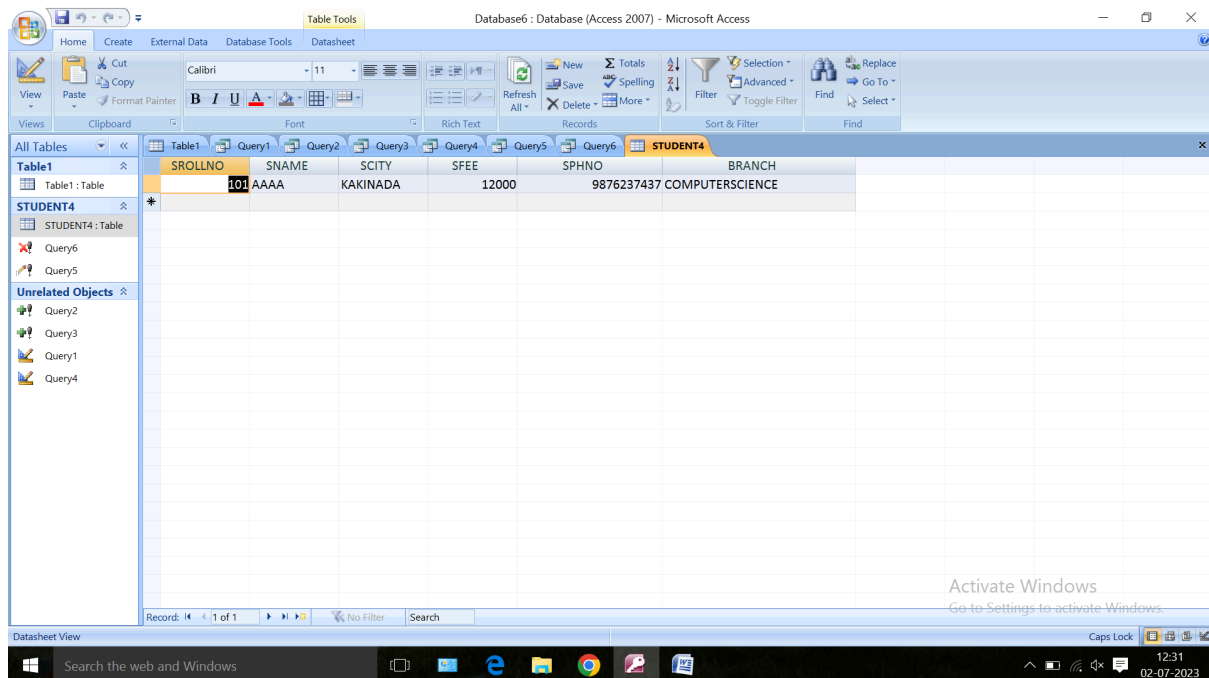 Table Tools Database6 : Database (Access 2007) - Microsoft Access
Home Create External Data Database Tools Datasheet
Cut Calibri 11 New Totals Selection Replace
Copy Save Spelling Advanced Go To
View Paste Format Painter B I U A Refresh All Delete More Filter Toggle Filter Find Select
Views Clipboard Font Rich Text Records Sort & Filter Find
All Tables Table1 Query1 Query2 Query3 Query4 Query5 Query6 STUDENT4
Table1 SROLLNO SNAME SCITY SFEE SPHNO BRANCH
Table1 : Table 101 AAAA KAKINADA 12000 9876237437 COMPUTERSCIENCE
STUDENT4
STUDENT4 : Table
Query6
Query5
Unrelated Objects
Query2
Query3
Query1
Query4
Activate Windows
Go to Settings to activate Windows.
Record: 1 of 1 No Filter Search
Datasheet View Caps Lock
Search the web and Windows 12:31
02-07-2023